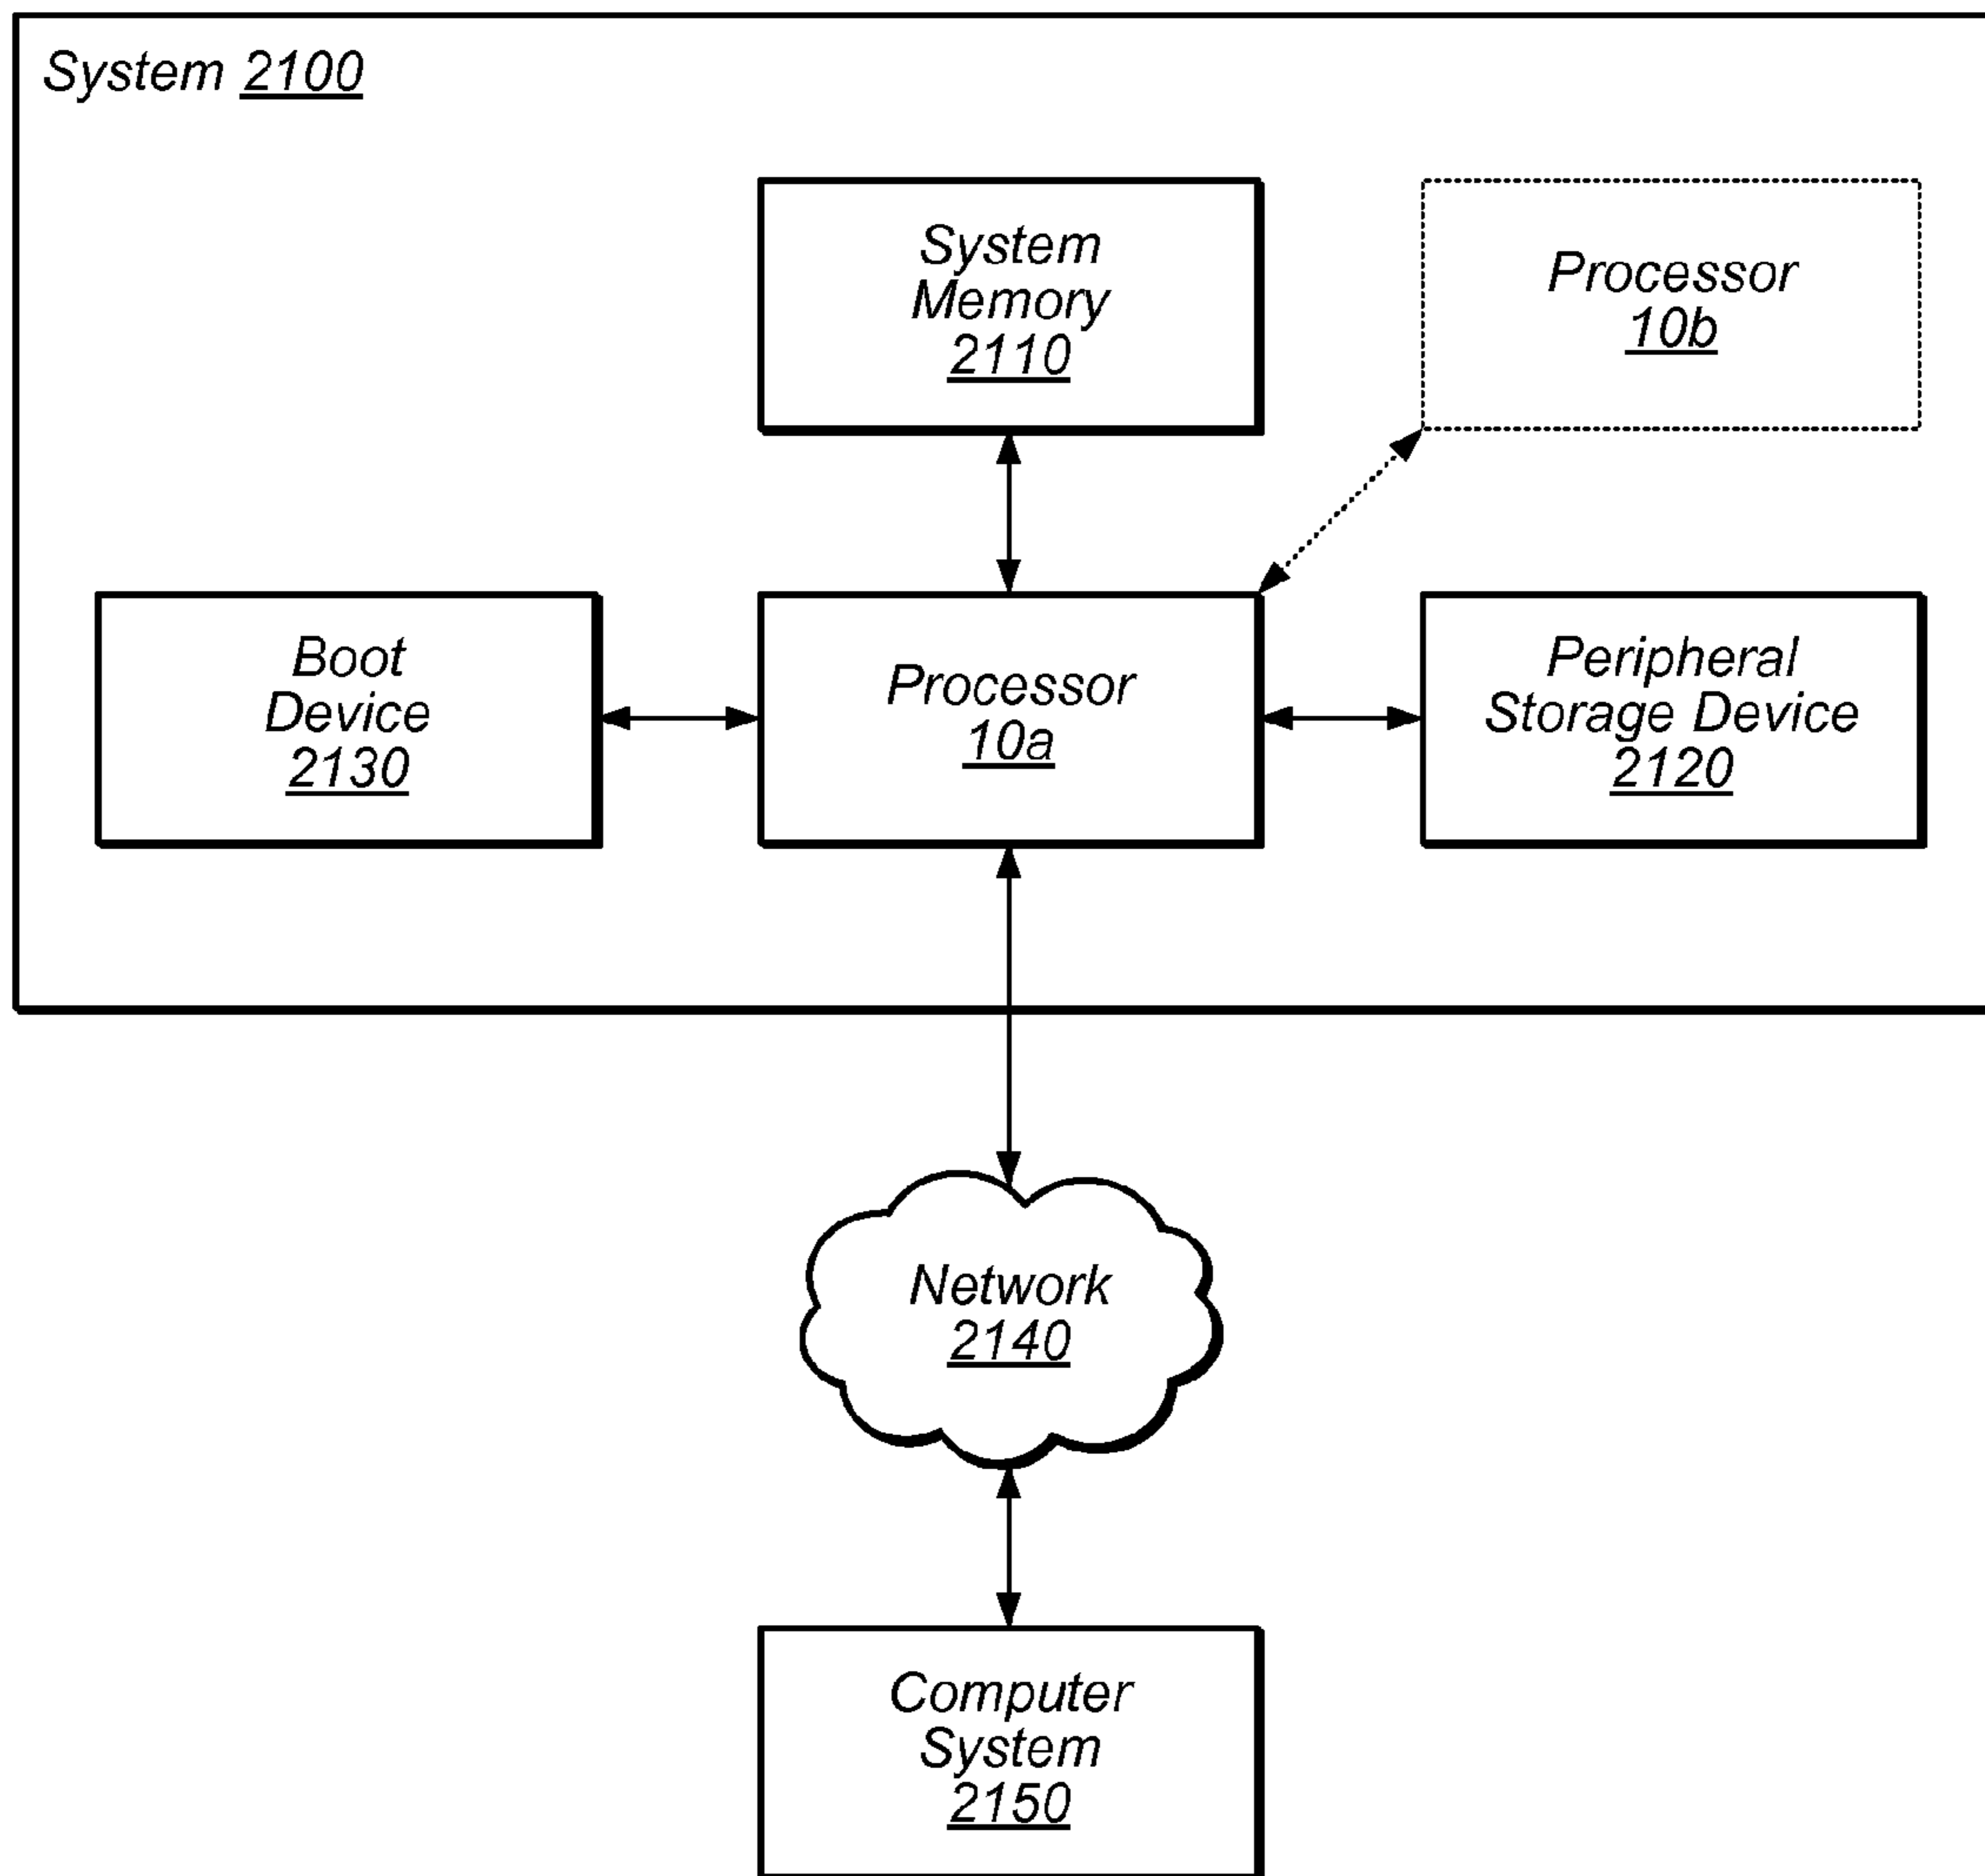 System 2100
System
Memory
2110
Processor
10b
Boot
Device
2130
Processor
10a
Peripheral
Storage Device
2120
Network
2140
Computer
System
2150